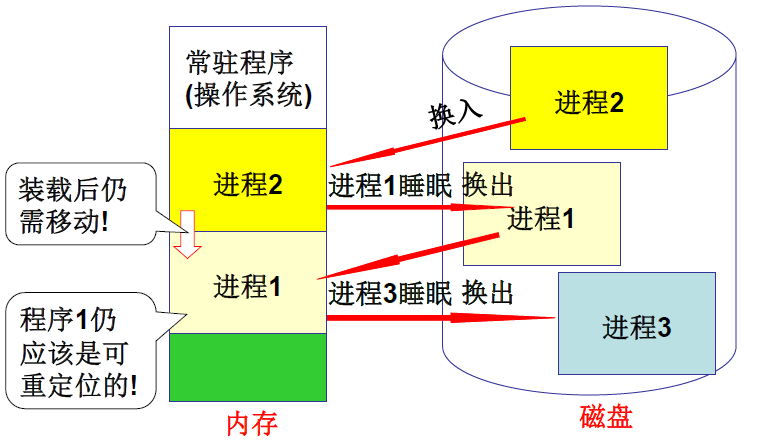 常驻程序
(操作系统)
进程2
换入
进程2
进程1睡眠 换出
装载后仍
需移动!
进程1
进程1
进程3睡眠 换出
程序1仍
应该是可
重定位的!
进程3
内存
磁盘